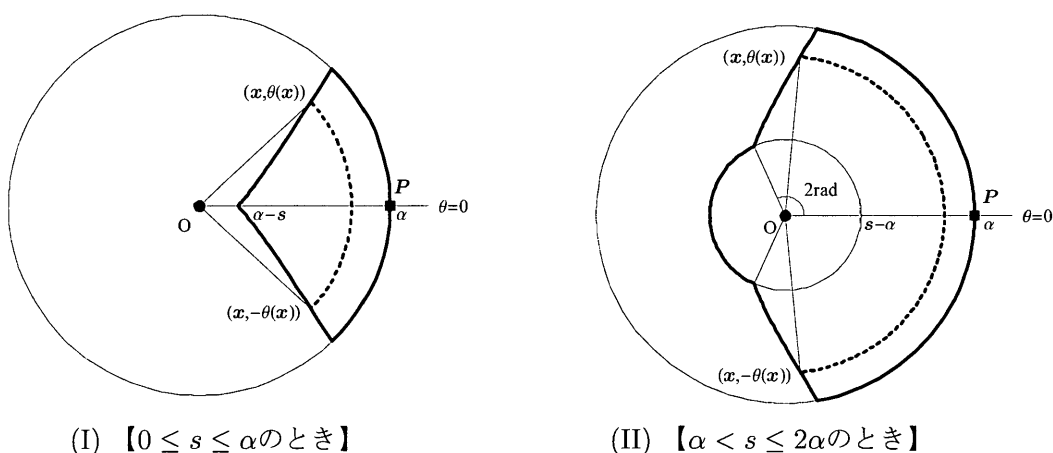 (x,θ(x))
P
O
α−s
α
θ=0
(x,−θ(x))
(I) 【0 ≤ s ≤ αのとき】
(x,θ(x))
2rad
P
O
s−α
α
θ=0
(x,−θ(x))
(II) 【α < s ≤ 2αのとき】